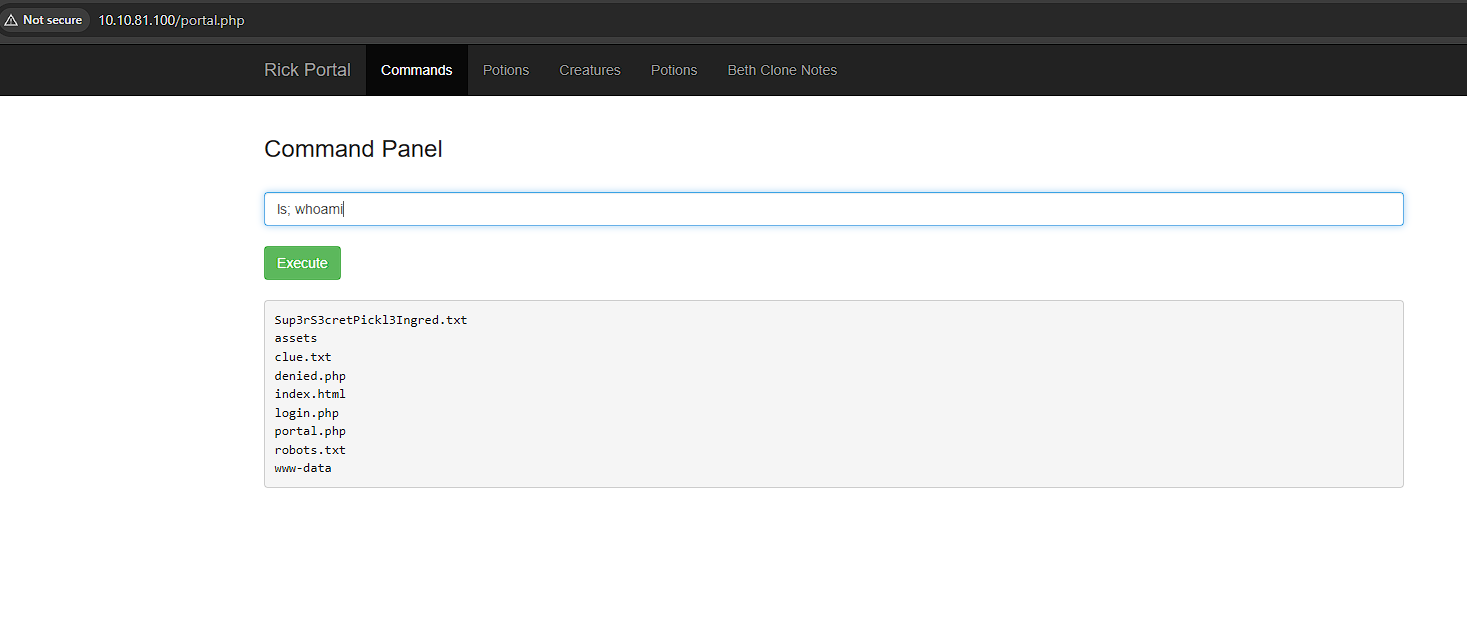 Not secure 10.10.81.100/portal.php
Rick Portal Commands Potions Creatures Potions Beth Clone Notes
Command Panel
ls; whoami
Execute
Sup3rS3cretPickl3Ingred.txt
assets
clue.txt
denied.php
index.html
login.php
portal.php
robots.txt
www-data